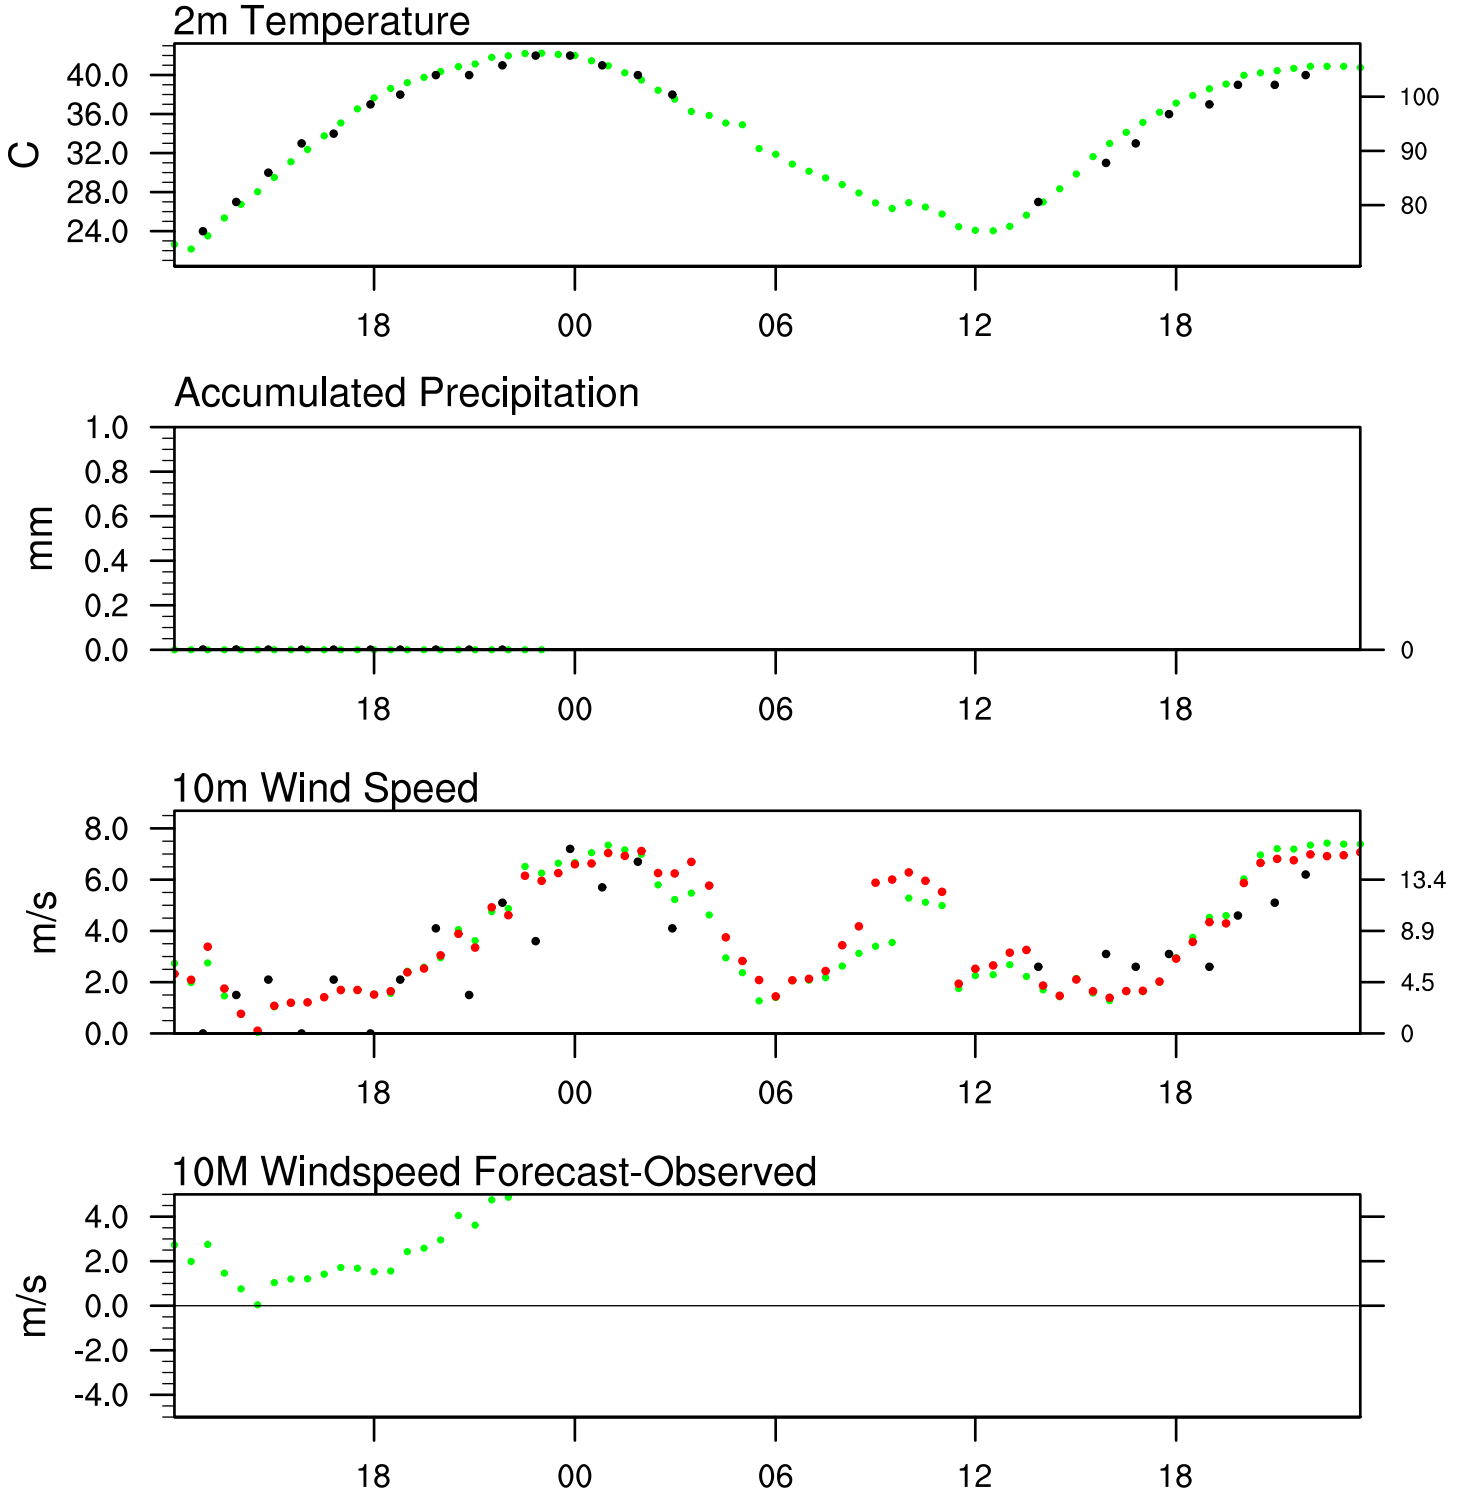 2m Temperature
C
40.0
36.0
32.0
28.0
24.0
100
90
80
18 00 06 12 18
Accumulated Precipitation
mm
1.0
0.8
0.6
0.4
0.2
0.0
0
18 00 06 12 18
10m Wind Speed
m/s
8.0
6.0
4.0
2.0
0.0
13.4
8.9
4.5
0
18 00 06 12 18
10M Windspeed Forecast-Observed
m/s
4.0
2.0
0.0
-2.0
-4.0
18 00 06 12 18